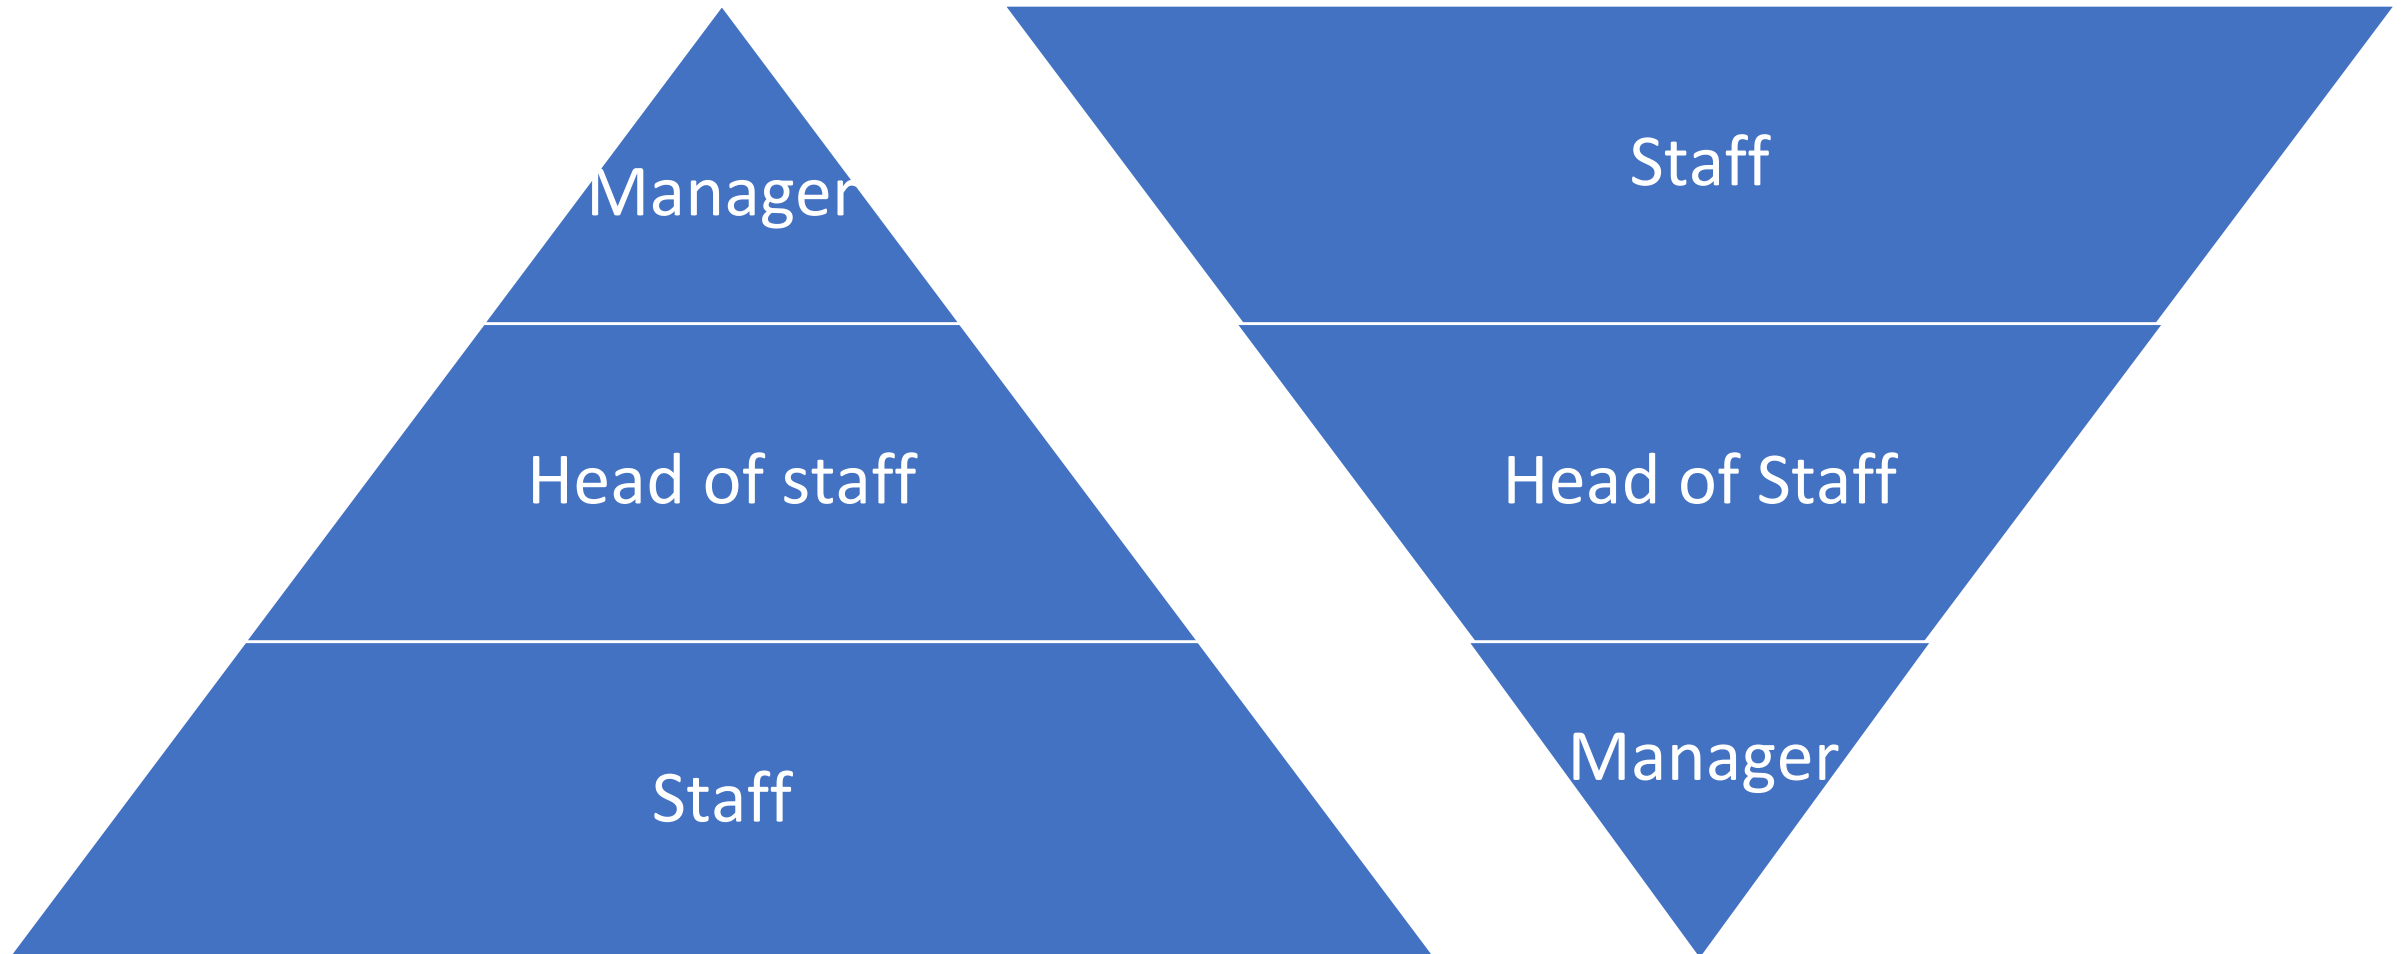 Manager
Head of staff
Staff
Staff
Head of Staff
Manager